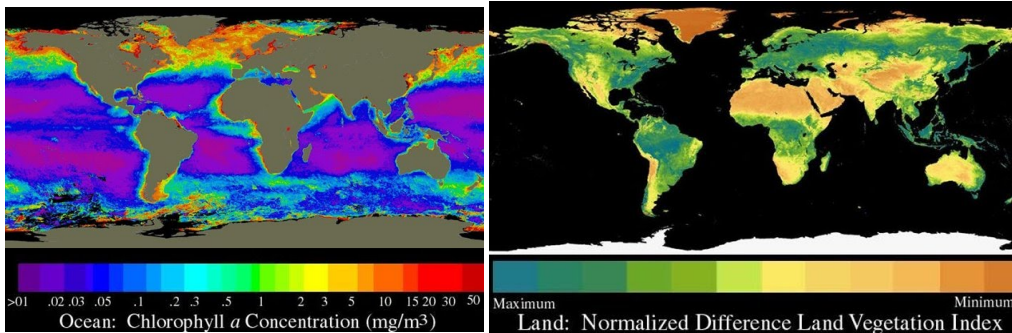 >01 .02 .03 .05 .1 .2 .3 .5 1 2 3 5 10 15 20 30 50
Ocean: Chlorophyll a Concentration (mg/m3)
Maximum Minimum
Land: Normalized Difference Land Vegetation Index